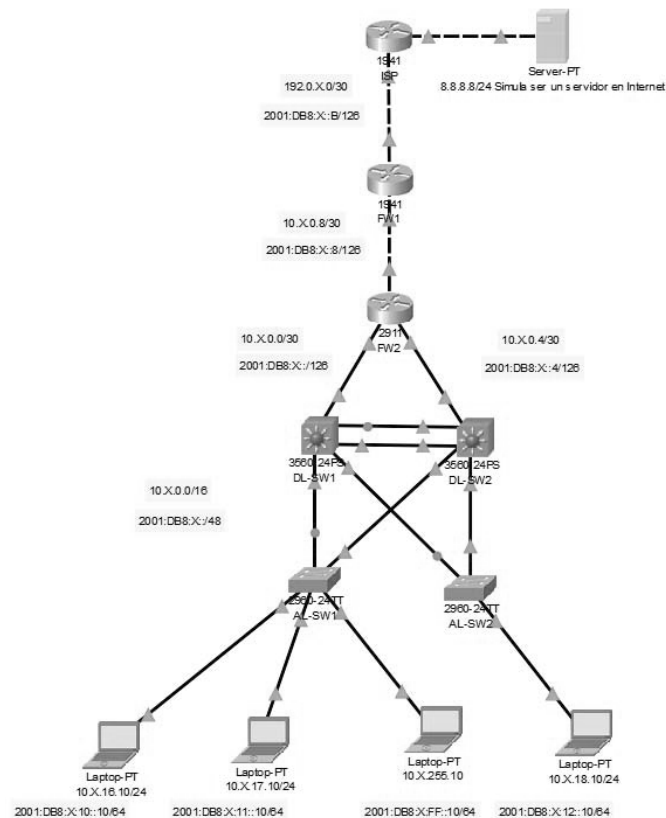 1941
ISP
Server-PT
8.8.8.8/24 Simula ser un servidor en Internet
192.0.X.0/30
2001:DB8:X::B/126
1941
FW1
10.X.0.8/30
2001:DB8:X::8/126
2911
FW2
10.X.0.0/30
2001:DB8:X::/126
10.X.0.4/30
2001:DB8:X::4/126
3560-24PS
DL-SW1
3560-24PS
DL-SW2
10.X.0.0/16
2001:DB8:X::/48
2960-24TT
AL-SW1
2960-24TT
AL-SW2
Laptop-PT
10.X.16.10/24
2001:DB8:X:10::10/64
Laptop-PT
10.X.17.10/24
2001:DB8:X:11::10/64
Laptop-PT
10.X.255.10
2001:DB8:X:FF::10/64
Laptop-PT
10.X.18.10/24
2001:DB8:X:12::10/64